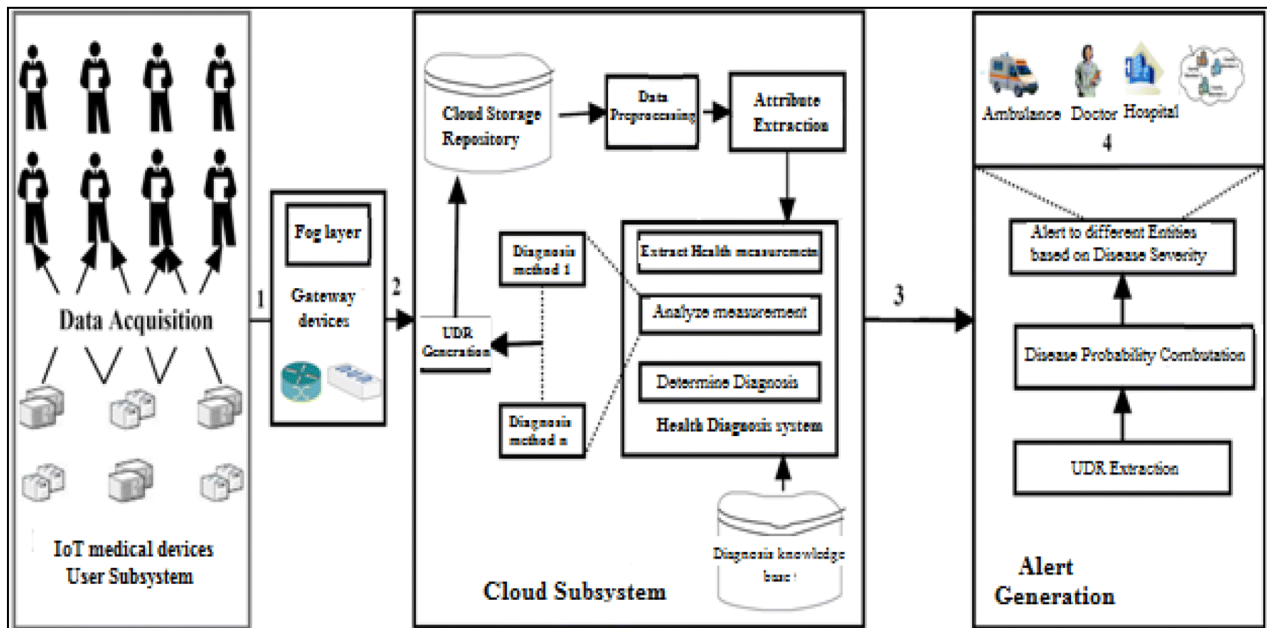 Data Acquisition
IoT medical devices
User Subsystem
1
Fog layer
Gateway
devices
2
Cloud Storage
Repository
Data
Preprocessing
Attribute
Extraction
UDR
Generation
Diagnosis
method 1
Diagnosis
method n
Extract Health measurement
Analyze measurement
Determine Diagnosis
Health Diagnosis system
Diagnosis knowledge
base
Cloud Subsystem
3
Ambulance
Doctor
Hospital
4
Alert to different Entities
based on Disease Severity
Disease Probability Combutation
UDR Extraction
Alert
Generation